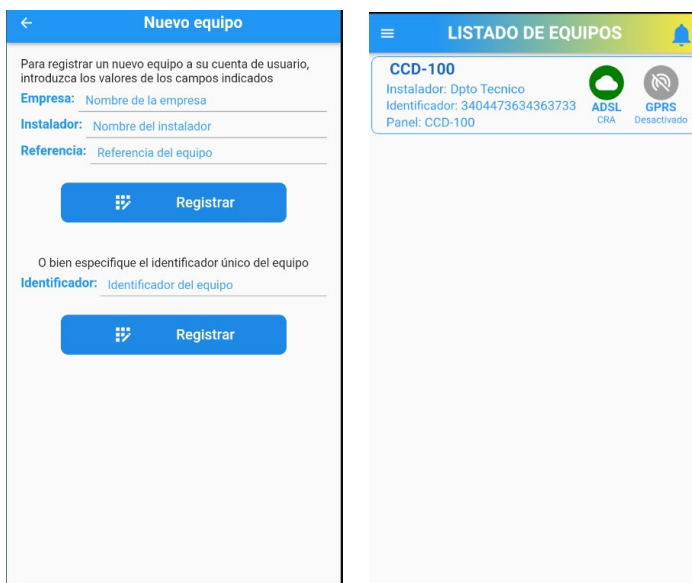 Nuevo equipo
Para registrar un nuevo equipo a su cuenta de usuario,
introduzca los valores de los campos indicados
Empresa: Nombre de la empresa
Instalador: Nombre del instalador
Referencia: Referencia del equipo
Registrar
O bien especifique el identificador único del equipo
Identificador: Identificador del equipo
Registrar
LISTADO DE EQUIPOS
CCD-100
Instalador: Dpto Tecnico
Identificador: 3404473634363733
Panel: CCD-100
ADSL GPRS
CRA Desactivado